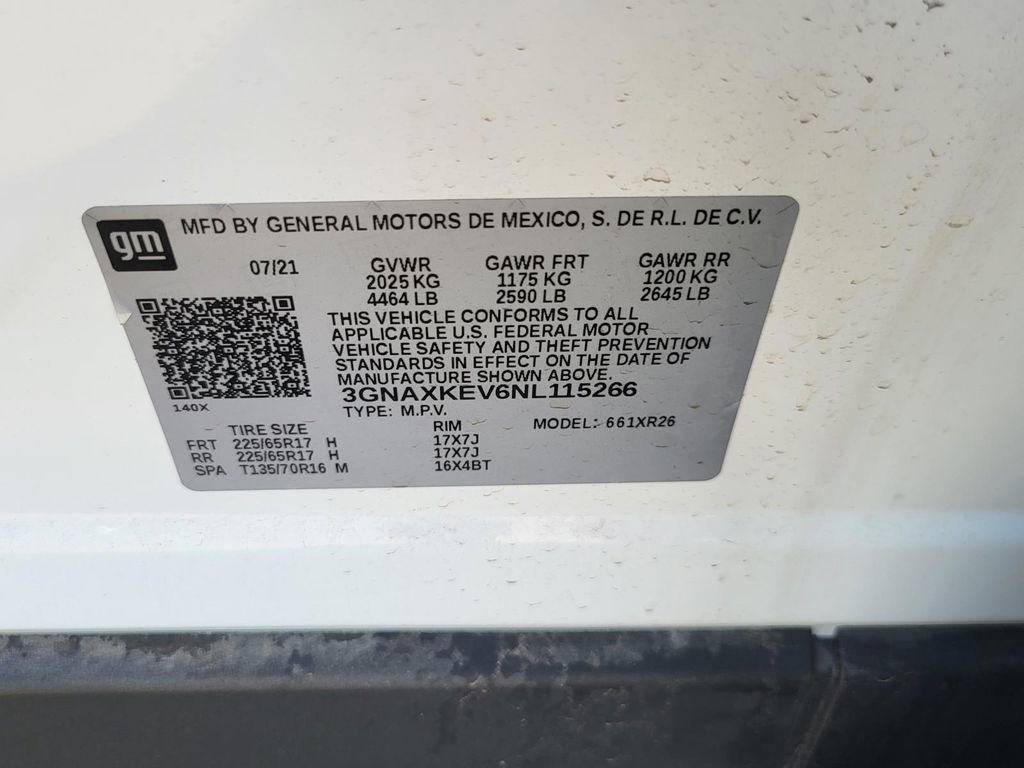 gm
MFD BY GENERAL MOTORS DE MEXICO, S. DE R.L. DE C.V.
07/21 GVWR GAWR FRT GAWR RR
2025 KG 1175 KG 1200 KG
4464 LB 2590 LB 2645 LB
THIS VEHICLE CONFORMS TO ALL
APPLICABLE U.S. FEDERAL MOTOR
VEHICLE SAFETY AND THEFT PREVENTION
STANDARDS IN EFFECT ON THE DATE OF
MANUFACTURE SHOWN ABOVE.
3GNAXKEV6NL115266
140X
TYPE: M.P.V. MODEL: 661XR26
TIRE SIZE RIM
FRT 225/65R17 H 17X7J
RR 225/65R17 H 17X7J
SPA T135/70R16 M 16X4BT